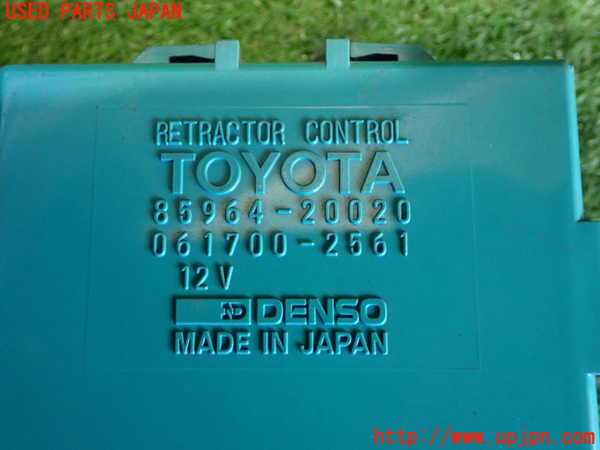 USED PARTS JAPAN
RETRACTOR CONTROL
TOYOTA
85964-20020
061700-2561
12V
ND DENSO
MADE IN JAPAN
http://www.upjpn.com/